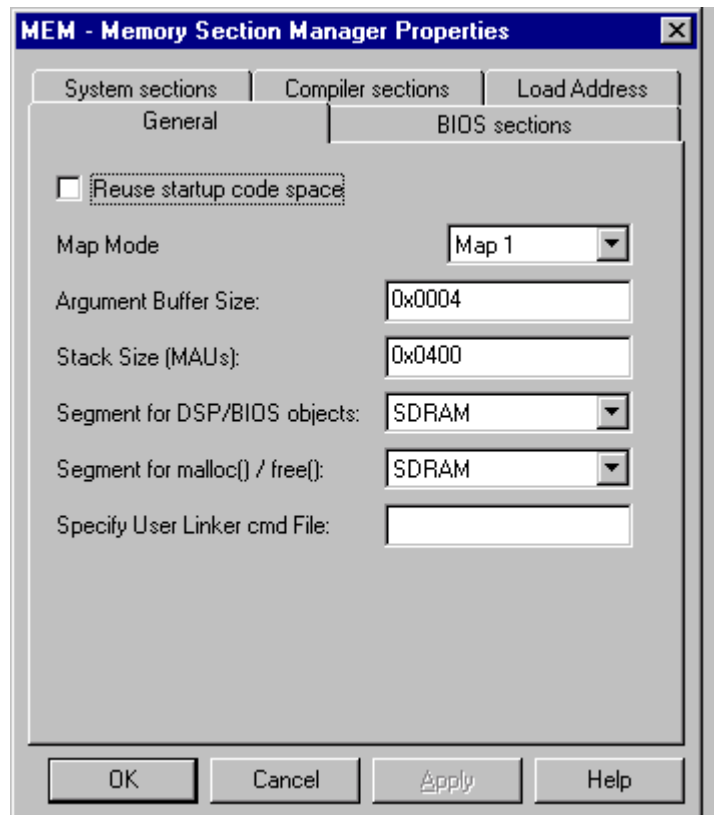 MEM - Memory Section Manager Properties
System sections Compiler sections Load Address
General BIOS sections
Reuse startup code space
Map Mode Map 1
Argument Buffer Size: 0x0004
Stack Size (MAUs): 0x0400
Segment for DSP/BIOS objects: SDRAM
Segment for malloc() / free(): SDRAM
Specify User Linker cmd File:
OK Cancel Apply Help